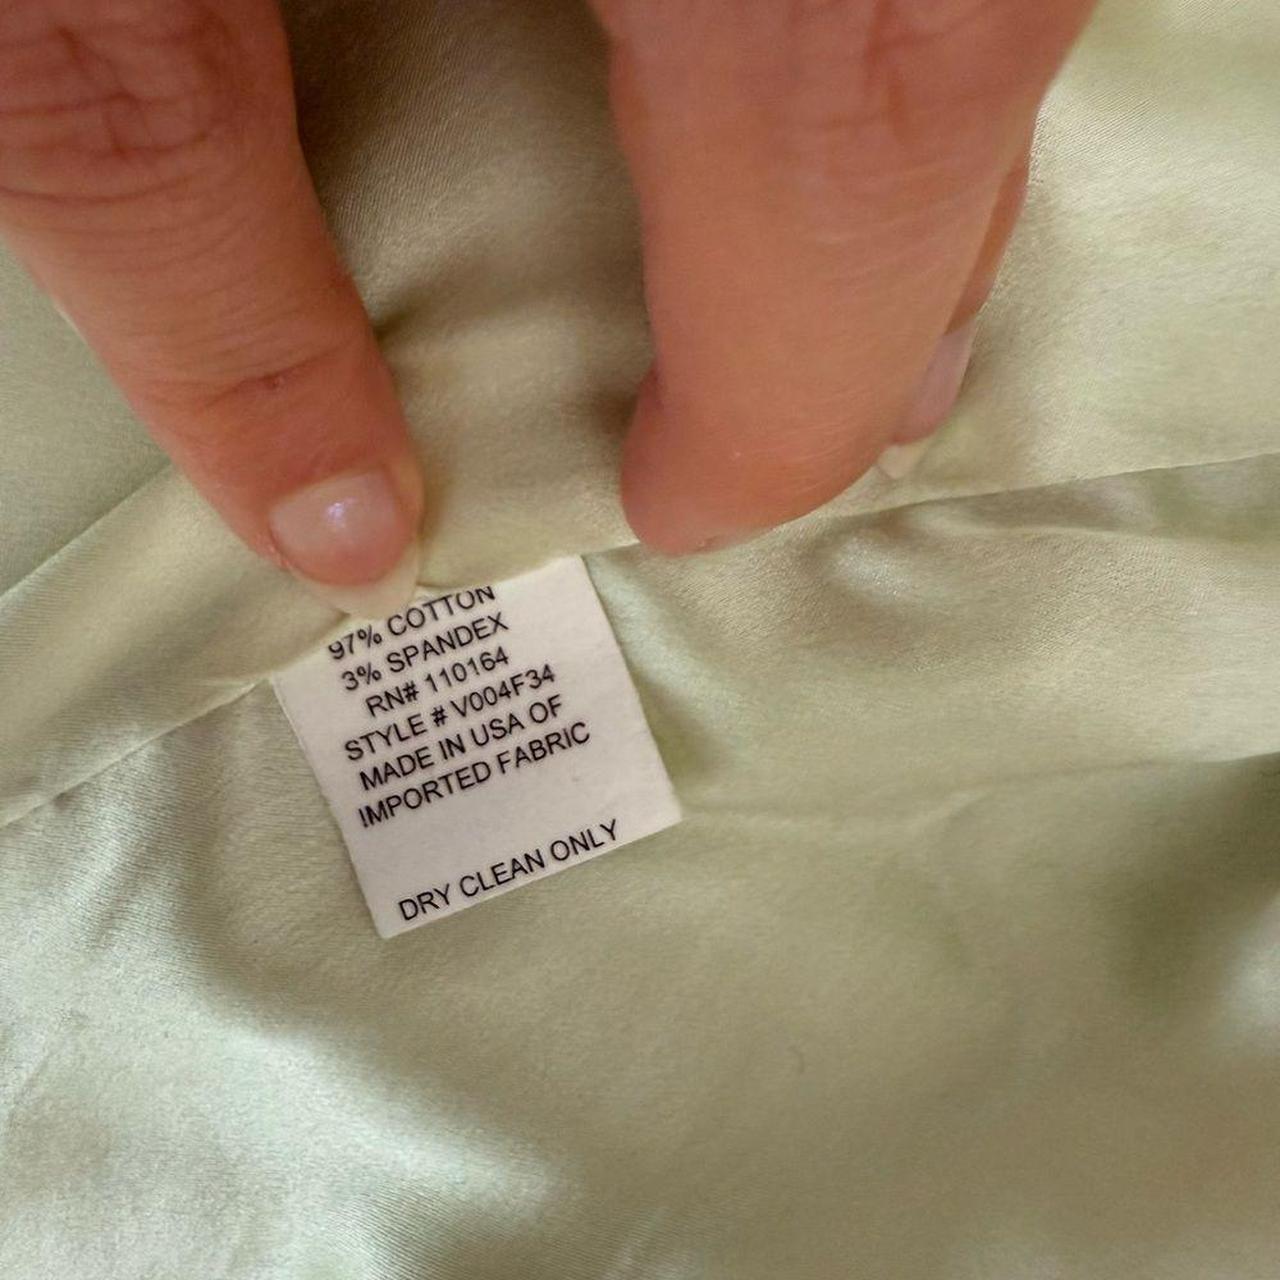 97% COTTON
3% SPANDEX
RN# 110164
STYLE # V004F34
MADE IN USA OF
IMPORTED FABRIC
DRY CLEAN ONLY